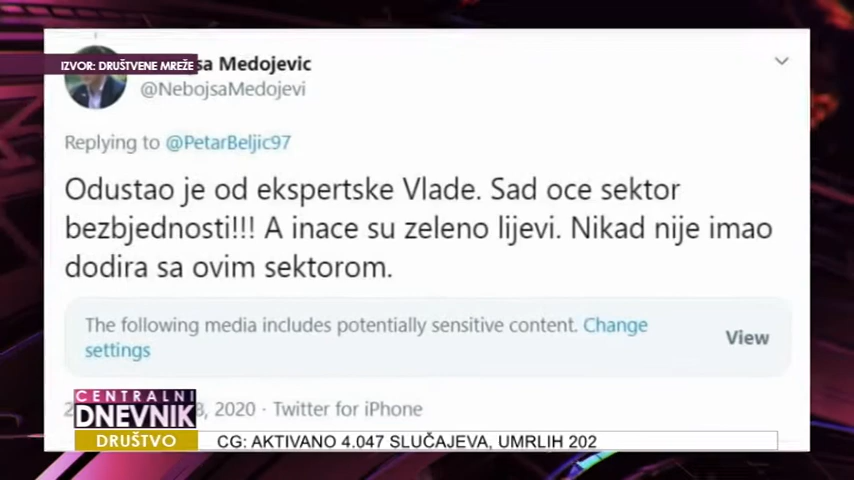 IZVOR: DRUŠTVENE MREŽE
sa Medojevic
@NebojsaMedojevi
Replying to @PetarBeljic97
Odustao je od ekspertske Vlade. Sad oce sektor
bezbjednosti!!! A inace su zeleno lijevi. Nikad nije imao
dodira sa ovim sektorom.
The following media includes potentially sensitive content. Change
settings
View
, 2020 · Twitter for iPhone
CENTRALNI
DNEVNIK
DRUŠTVO
CG: AKTIVANO 4.047 SLUČAJEVA, UMRLIH 202